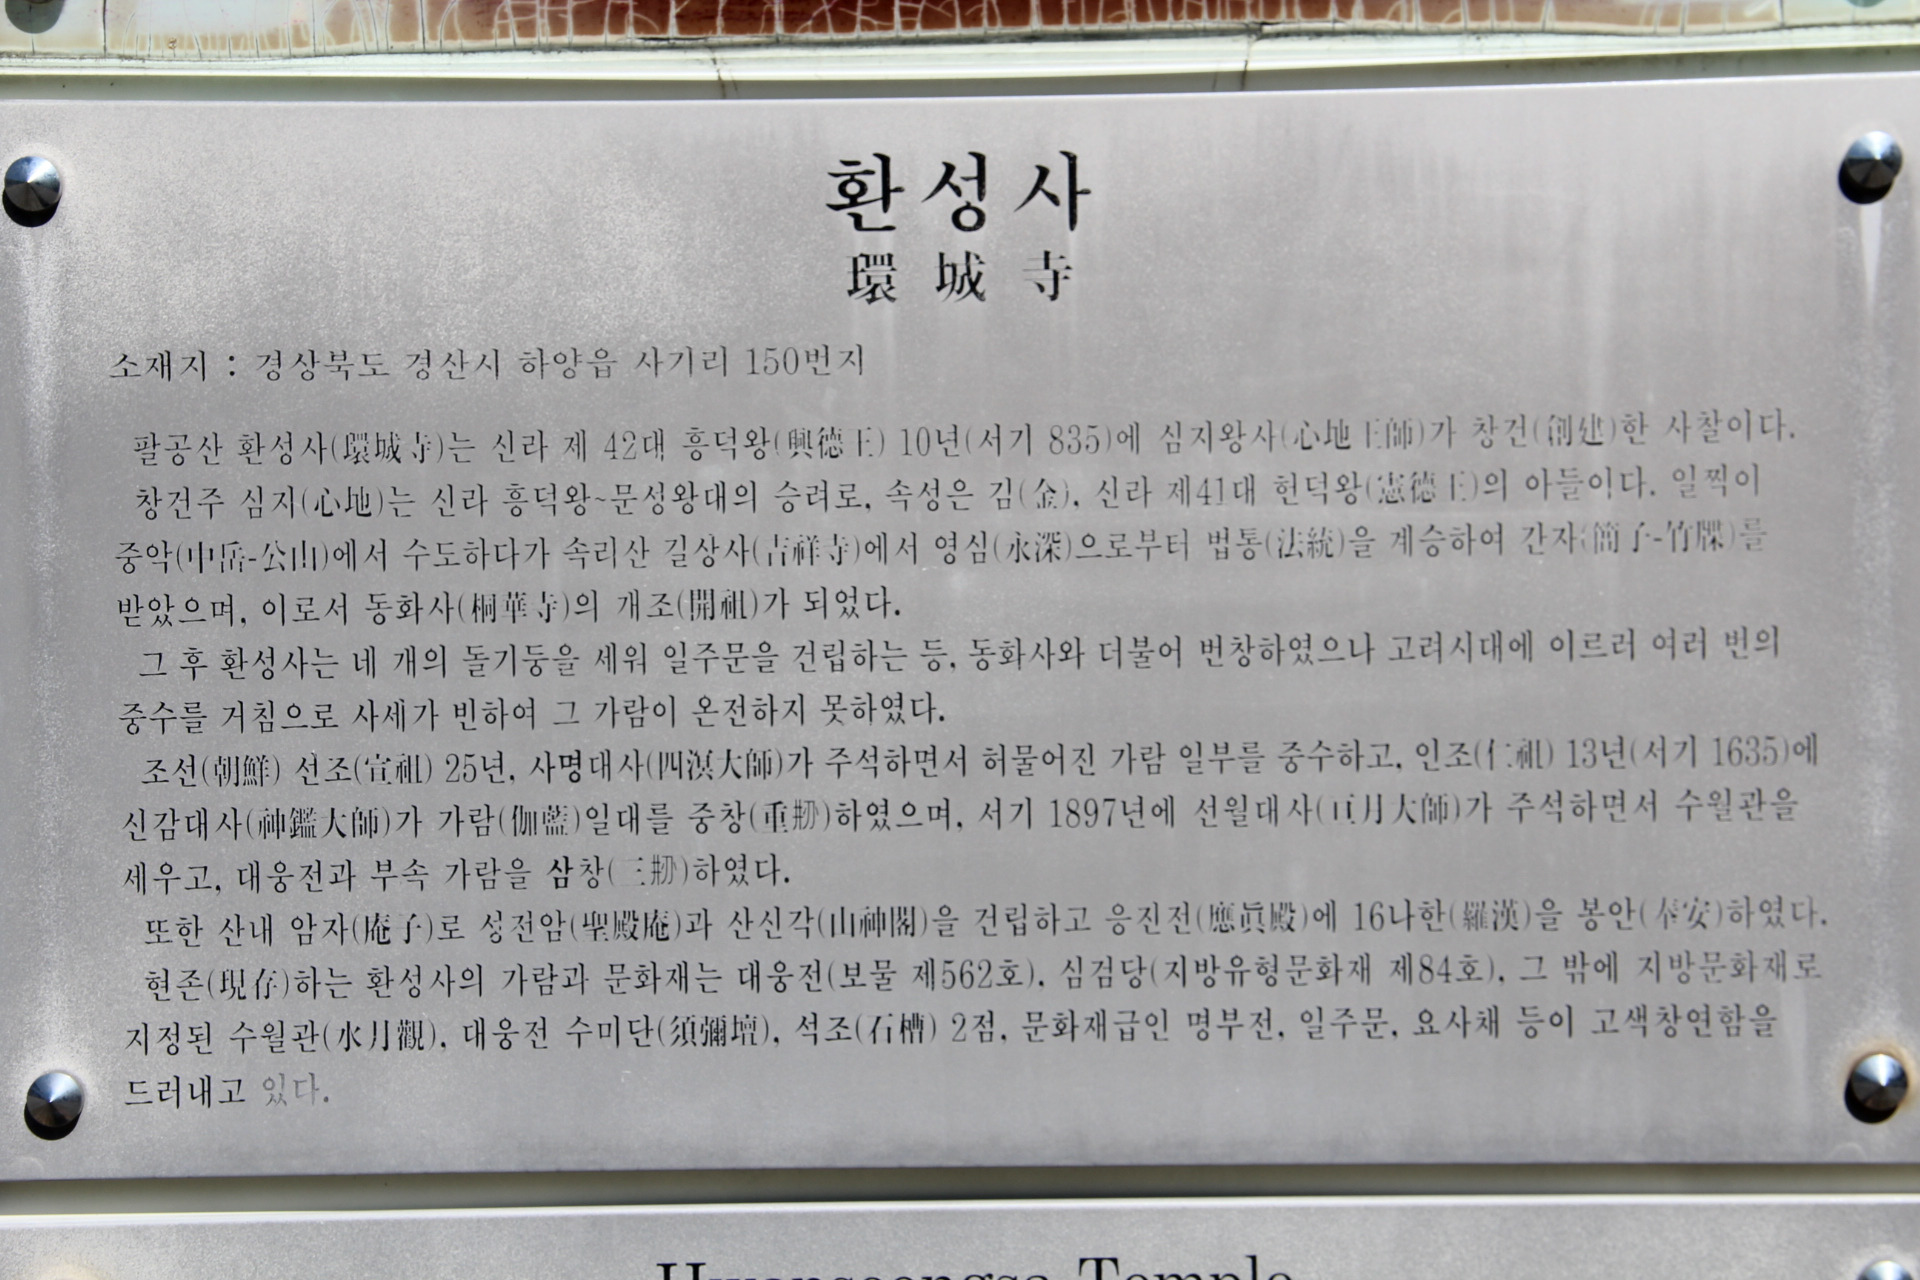 환성사
環城寺
소재지 : 경상북도 경산시 하양읍 사기리 150번지
팔공산 환성사(環城寺)는 신라 제 42대 흥덕왕(興德王) 10년(서기 835)에 심지왕사(心地王師)가 창건(創建)한 사찰이다.
창건주 심지(心地)는 신라 흥덕왕~문성왕대의 승려로, 속성은 김(金), 신라 제41대 헌덕왕(憲德王)의 아들이다. 일찍이
중악(中岳-公山)에서 수도하다가 속리산 길상사(吉祥寺)에서 영심(永深)으로부터 법통(法統)을 계승하여 간자(簡子-竹牒)를
받았으며, 이로서 동화사(桐華寺)의 개조(開祖)가 되었다.
그 후 환성사는 네 개의 돌기둥을 세워 일주문을 건립하는 등, 동화사와 더불어 번창하였으나 고려시대에 이르러 여러 번의
중수를 거침으로 사세가 빈하여 그 가람이 온전하지 못하였다.
조선(朝鮮) 선조(宣祖) 25년, 사명대사(四溟大師)가 주석하면서 허물어진 가람 일부를 중수하고, 인조(仁祖) 13년(서기 1635)에
신감대사(神鑑大師)가 가람(伽藍)일대를 중창(重刱)하였으며, 서기 1897년에 선월대사(亘月大師)가 주석하면서 수월관을
세우고, 대웅전과 부속 가람을 삼창(三刱)하였다.
또한 산내 암자(庵子)로 성전암(聖殿庵)과 산신각(山神閣)을 건립하고 응진전(應眞殿)에 16나한(羅漢)을 봉안(奉安)하였다.
현존(現存)하는 환성사의 가람과 문화재는 대웅전(보물 제562호), 심검당(지방유형문화재 제84호), 그 밖에 지방문화재로
지정된 수월관(水月觀), 대웅전 수미단(須彌壇), 석조(石槽) 2점, 문화재급인 명부전, 일주문, 요사채 등이 고색창연함을
드러내고 있다.
Hwanseongsa Temple